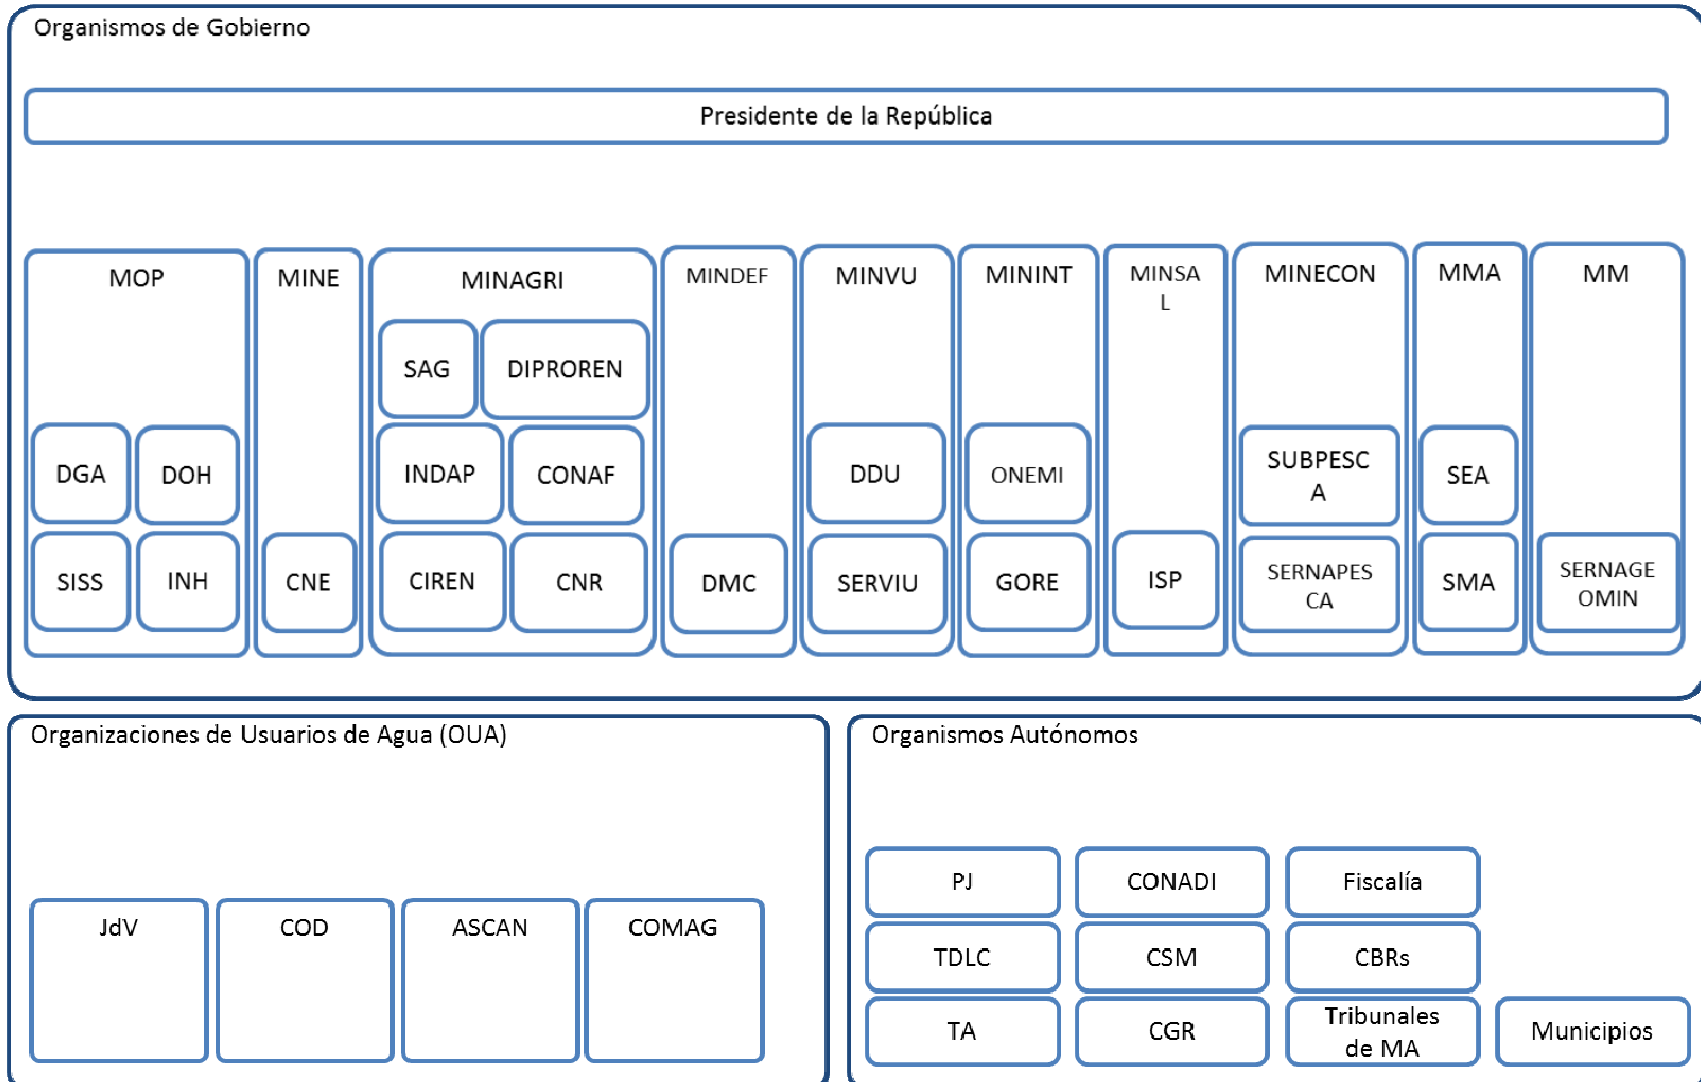 Organismos de Gobierno
Presidente de la República
MOP
MINE
MINAGRI
MINDEF
MINVU
MININT
MINSA
L
MINECON
MMA
MM
SAG
DIPROREN
DGA
DOH
INDAP
CONAF
DDU
ONEMI
SUBPESC
A
SEA
SISS
INH
CNE
CIREN
CNR
DMC
SERVIU
GORE
ISP
SERNAPES
CA
SMA
SERNAGE
OMIN
Organizaciones de Usuarios de Agua (OUA)
JdV
COD
ASCAN
COMAG
Organismos Autónomos
PJ
CONADI
Fiscalía
TDLC
CSM
CBRs
TA
CGR
Tribunales
de MA
Municipios